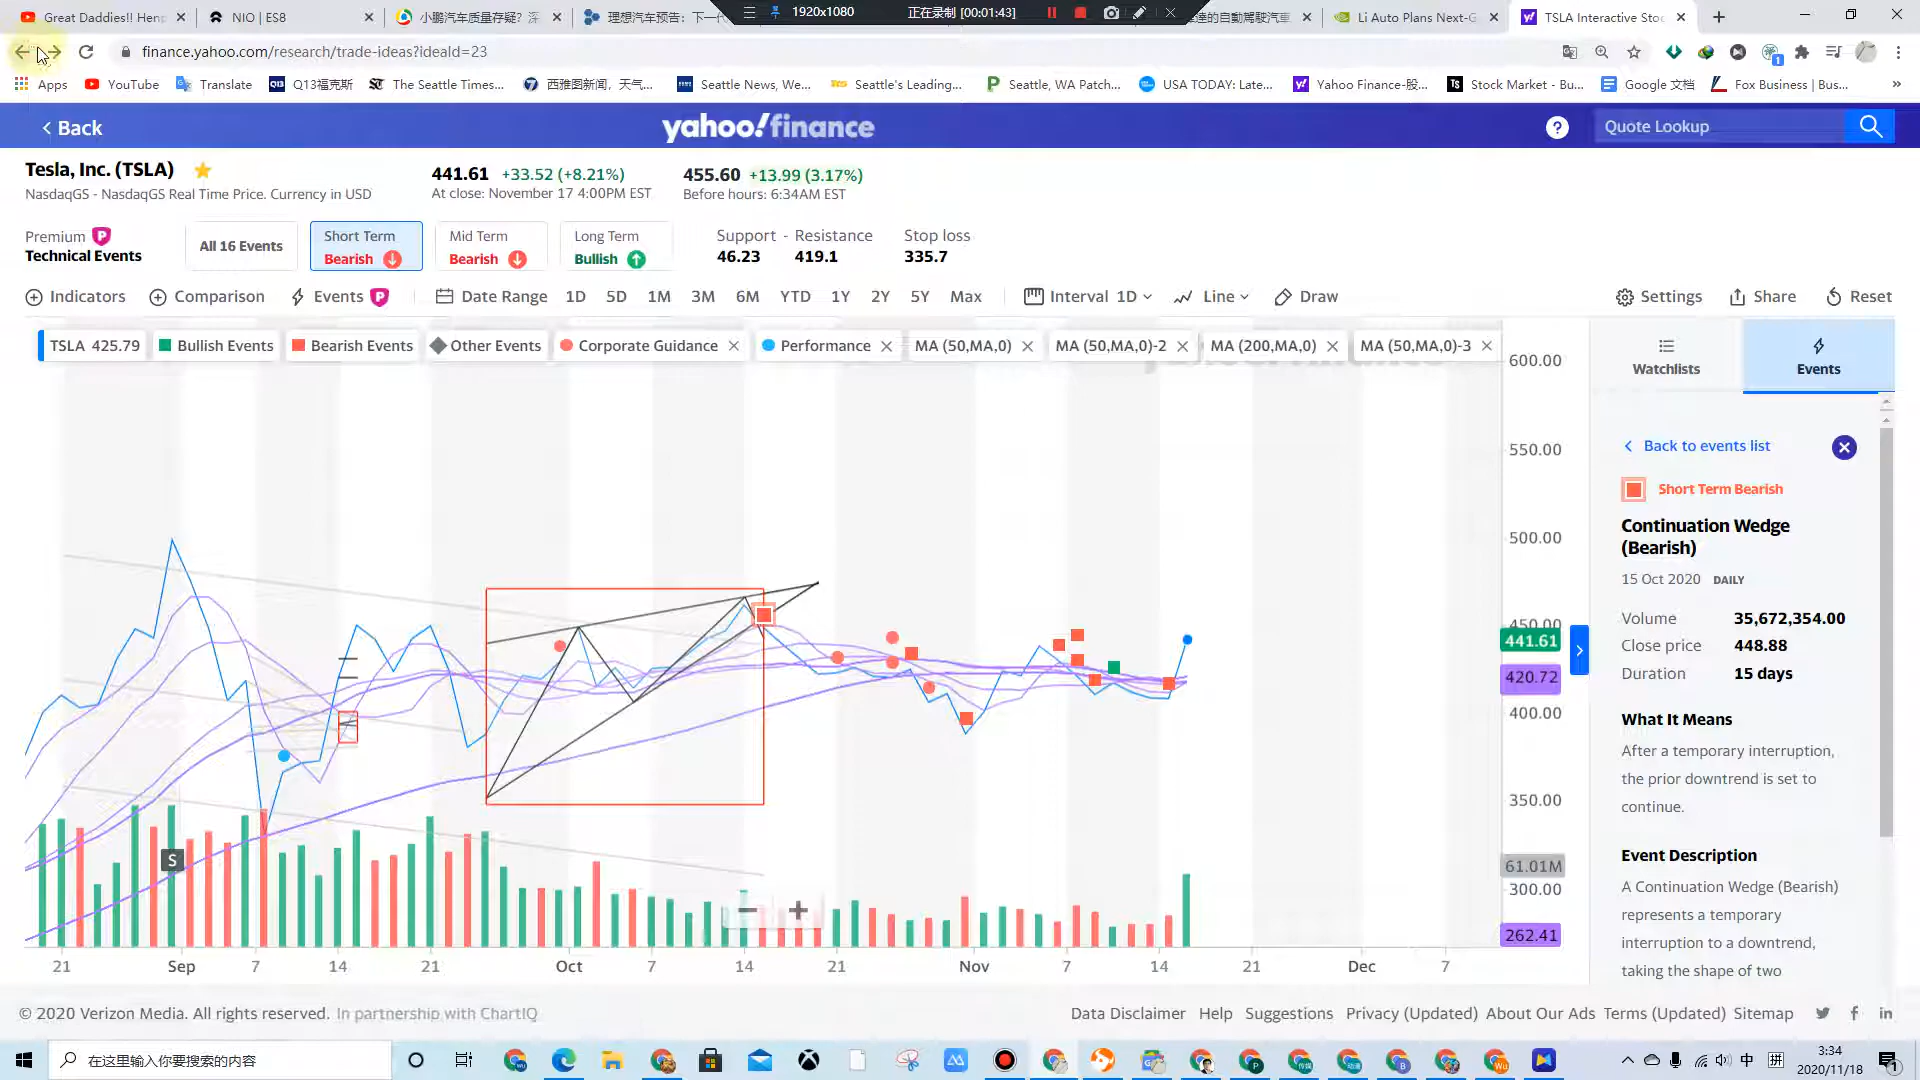 Great Daddies!! Henp
NIO | ES8
小鹏汽车质量存疑? 深
理想汽车预告: 下一代
1920x1080
正在录制 [00:01:43]
達的自動駕駛汽車
Li Auto Plans Next-G
TSLA Interactive Stoc
finance.yahoo.com/research/trade-ideas?ideaId=23
Apps
YouTube
Translate
Q13福克斯
The Seattle Times...
西雅图新闻，天气...
Seattle News, We...
Seattle's Leading...
Seattle, WA Patch...
USA TODAY: Late...
Yahoo Finance-股...
Stock Market - Bu...
Google 文档
Fox Business | Bus...
Back
yahoo!finance
Quote Lookup
Tesla, Inc. (TSLA)
NasdaqGS - NasdaqGS Real Time Price. Currency in USD
441.61 +33.52 (+8.21%)
At close: November 17 4:00PM EST
455.60 +13.99 (3.17%)
Before hours: 6:34AM EST
Premium P
Technical Events
All 16 Events
Short Term
Bearish
Mid Term
Bearish
Long Term
Bullish
Support - Resistance
46.23 419.1
Stop loss
335.7
Indicators
Comparison
Events P
Date Range 1D 5D 1M 3M 6M YTD 1Y 2Y 5Y Max
Interval 1D
Line
Draw
Settings
Share
Reset
TSLA 425.79
Bullish Events
Bearish Events
Other Events
Corporate Guidance
Performance
MA (50,MA,0)
MA (50,MA,0)-2
MA (200,MA,0)
MA (50,MA,0)-3
600.00
550.00
500.00
450.00
441.61
420.72
400.00
350.00
61.01M
300.00
262.41
S
21 Sep 7 14 21 Oct 7 14 21 Nov 7 14 21 Dec 7
Watchlists
Events
Back to events list
Short Term Bearish
Continuation Wedge
(Bearish)
15 Oct 2020 DAILY
Volume 35,672,354.00
Close price 448.88
Duration 15 days
What It Means
After a temporary interruption,
the prior downtrend is set to
continue.
Event Description
A Continuation Wedge (Bearish)
represents a temporary
interruption to a downtrend,
taking the shape of two
© 2020 Verizon Media. All rights reserved. In partnership with ChartIQ
Data Disclaimer Help Suggestions Privacy (Updated) About Our Ads Terms (Updated) Sitemap
在这里输入你要搜索的内容
中
拼
3:34
2020/11/18